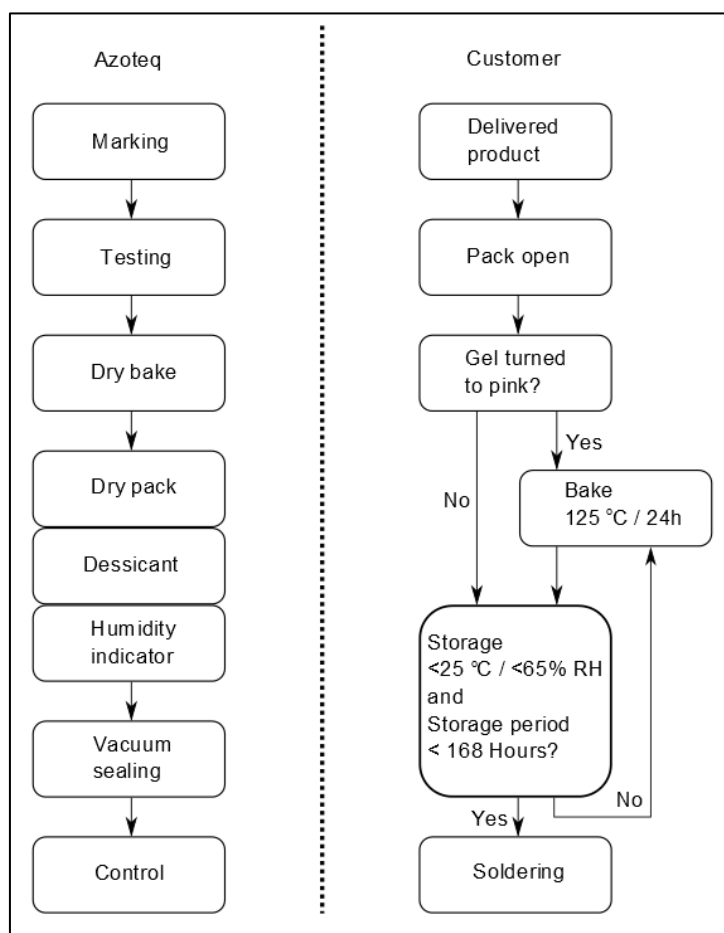 Azoteq
Marking
Testing
Dry bake
Dry pack
Dessicant
Humidity
indicator
Vacuum
sealing
Control
Customer
Delivered
product
Pack open
Gel turned
to pink?
Yes
No
Bake
125 °C / 24h
Storage
<25 °C / <65% RH
and
Storage period
< 168 Hours?
No
Yes
Soldering